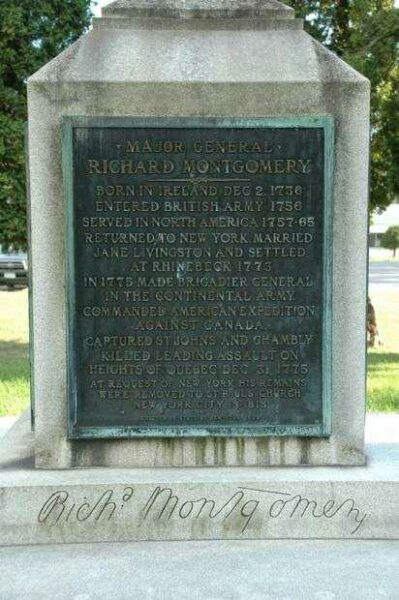 · MAJOR GENERAL ·
RICHARD MONTGOMERY
BORN IN IRELAND DEC 2. 1736
ENTERED BRITISH ARMY 1756
SERVED IN NORTH AMERICA 1757-65
RETURNED TO NEW YORK, MARRIED
JANE LIVINGSTON AND SETTLED
AT RHINEBECK 1773
IN 1775 MADE BRIGADIER GENERAL
IN THE CONTINENTAL ARMY
COMMANDED AMERICAN EXPEDITION
AGAINST CANADA
CAPTURED ST. JOHNS AND CHAMBLY
KILLED LEADING ASSAULT ON
HEIGHTS OF QUEBEC DEC. 31, 1775
AT REQUEST OF NEW YORK HIS REMAINS
WERE REMOVED TO ST PAULS CHURCH
NEW YORK CITY IN 1818
Richd Montgomery